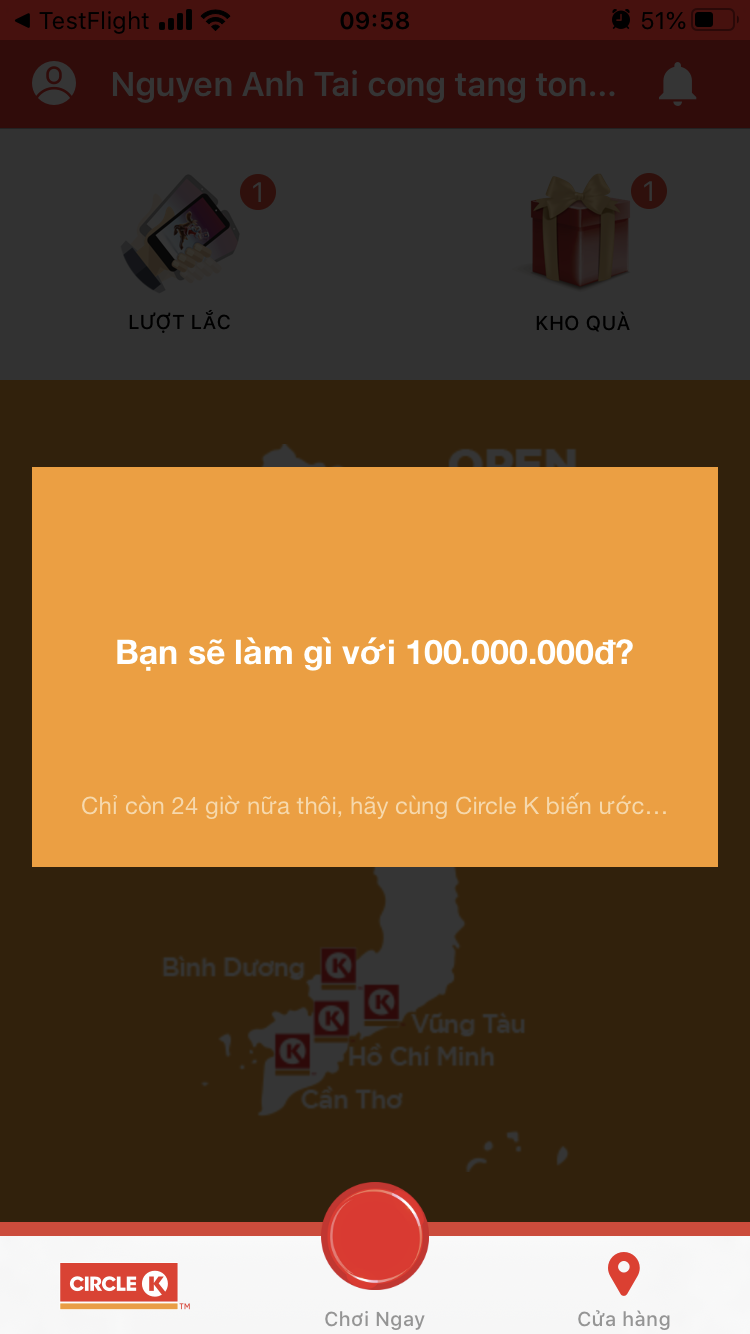 TestFlight 09:58 51%
Nguyen Anh Tai cong tang ton...
1 1
LƯỢT LẮC KHO QUÀ
OPEN
Bạn sẽ làm gì với 100.000.000đ?
Chỉ còn 24 giờ nữa thôi, hãy cùng Circle K biến ước...
Bình Dương K
K
K Vũng Tàu
K Hồ Chí Minh
Cần Thơ
CIRCLE K TM
Chơi Ngay Cửa hàng